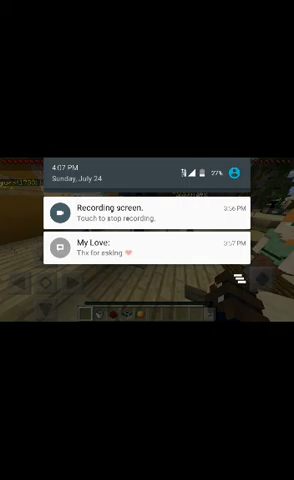 4:07 PM
27%
Sunday, July 24
Recording screen.
3:56 PM
Touch to stop recording.
My Love:
3:57 PM
Thx for asking ❤